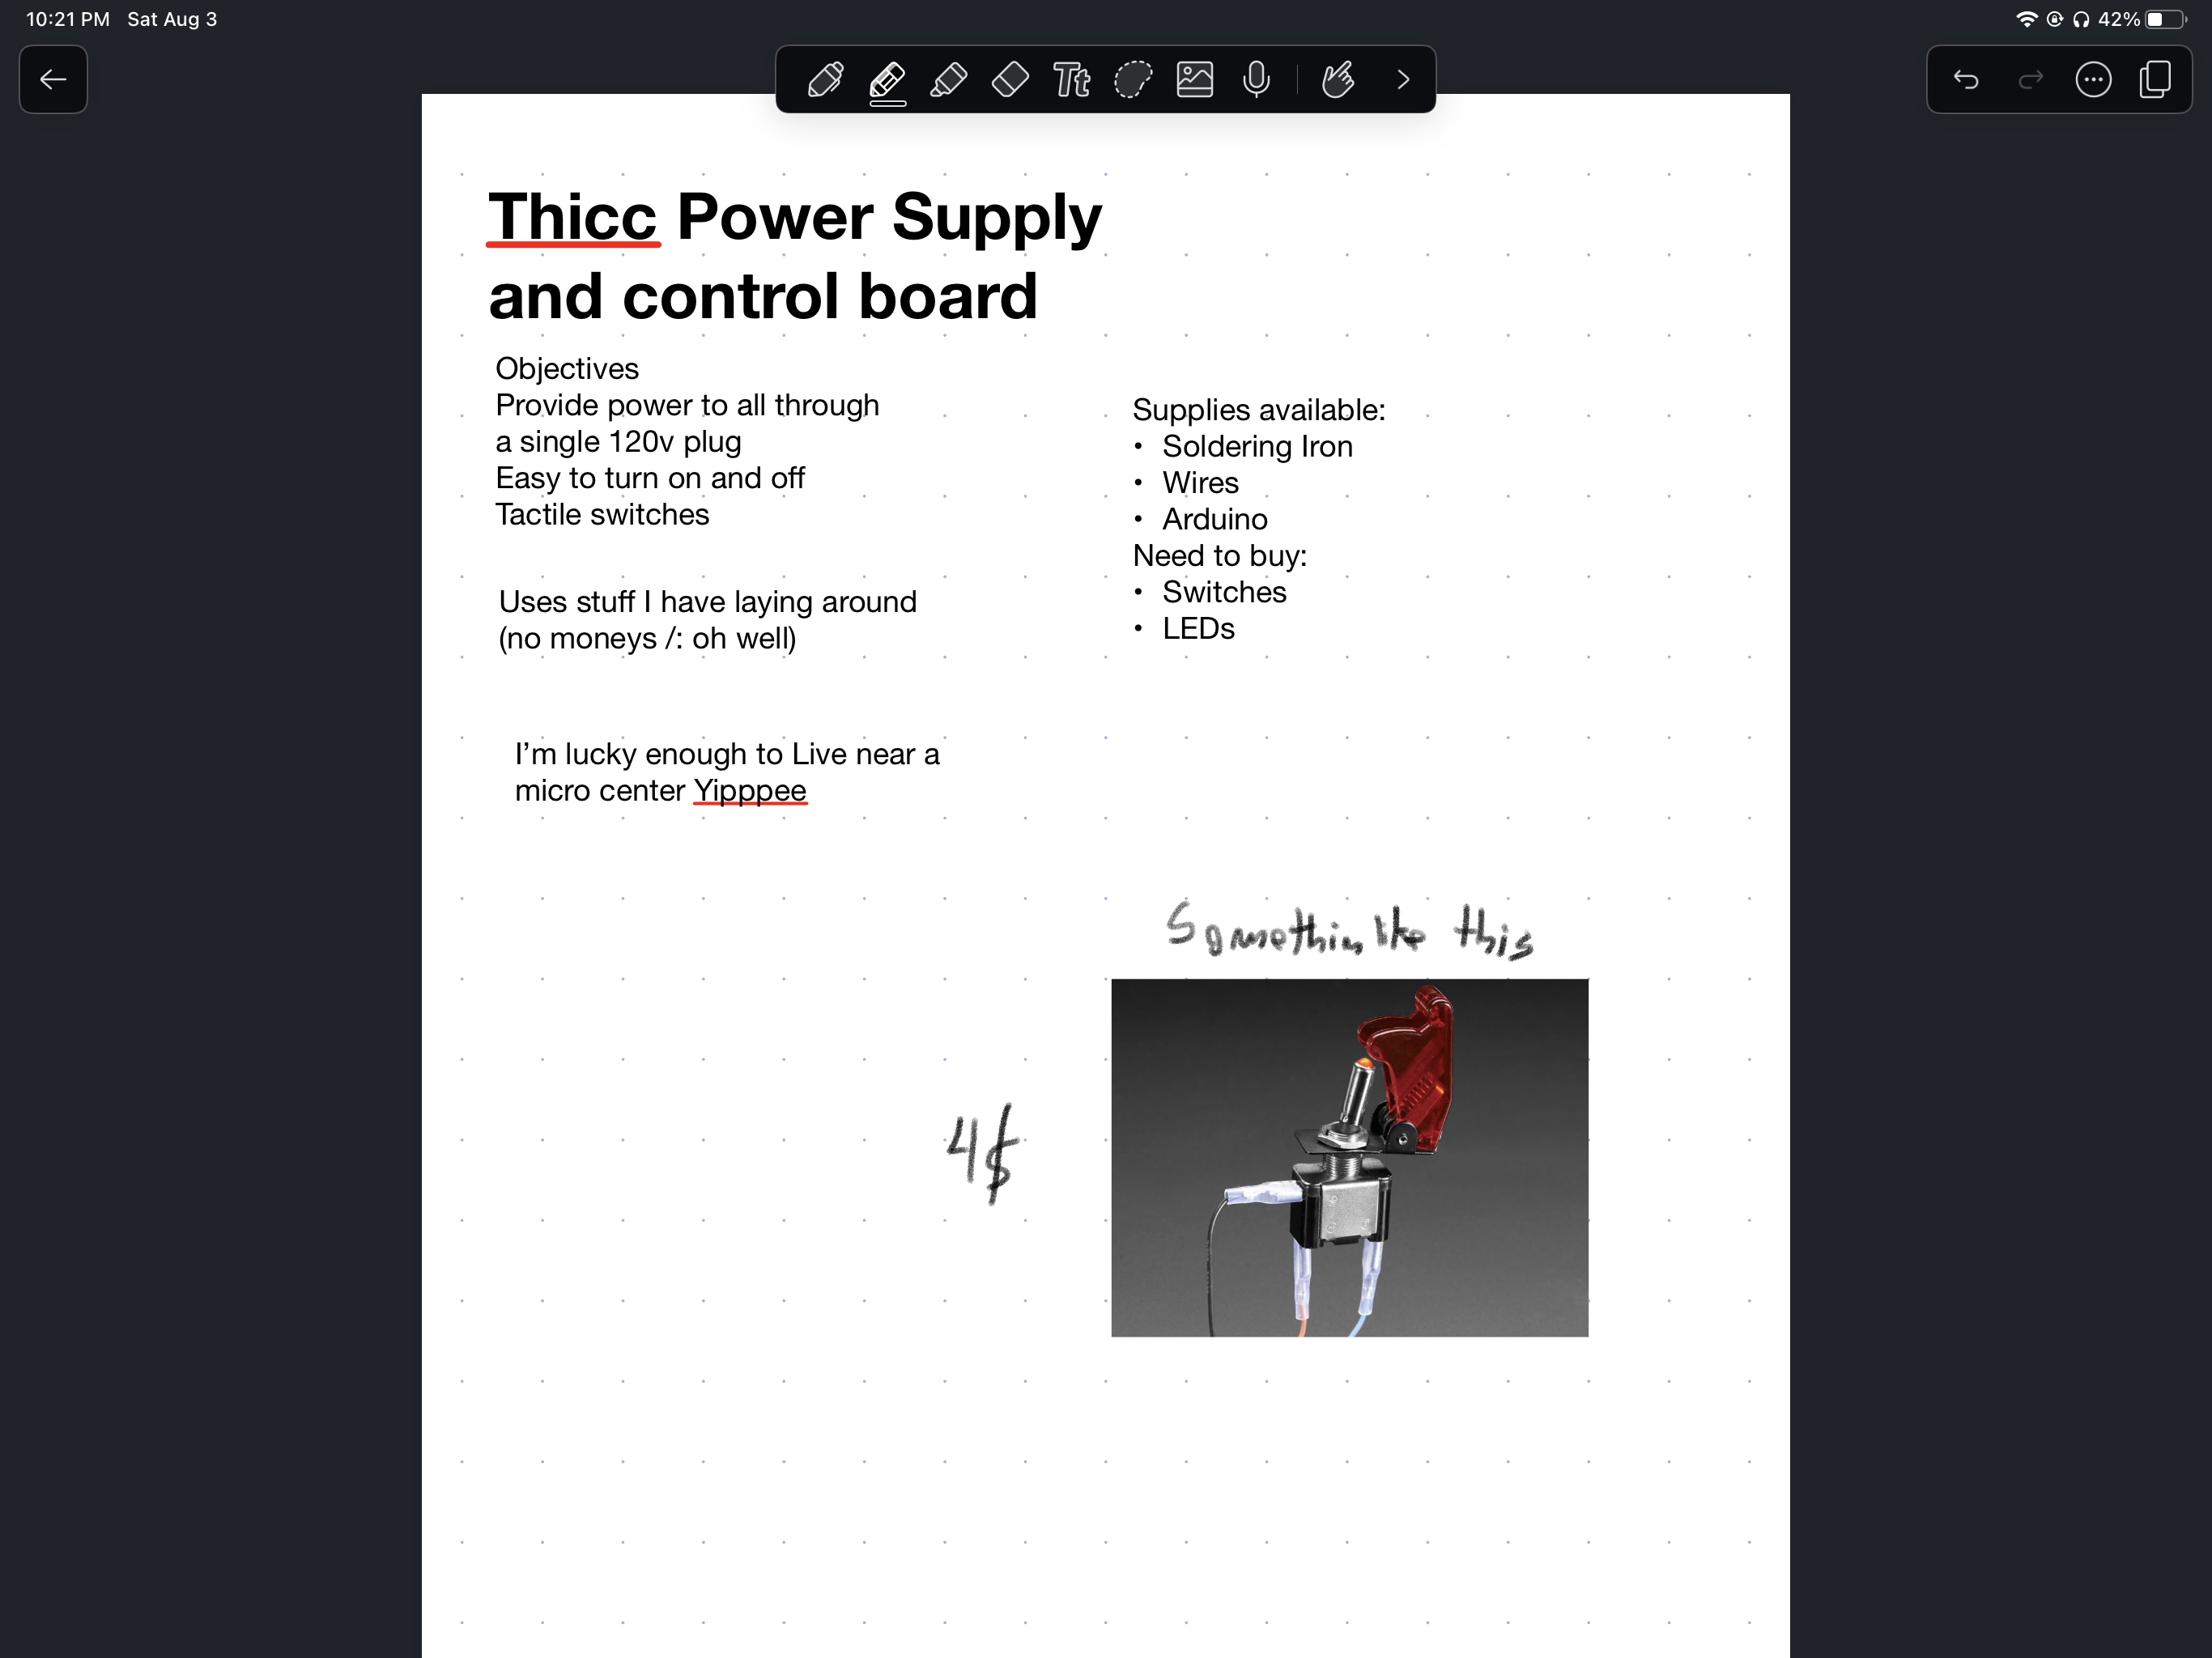 10:21 PM Sat Aug 3
42%
Tt
Thicc Power Supply
and control board
Objectives
Provide power to all through
a single 120v plug
Easy to turn on and off
Tactile switches
Supplies available:
• Soldering Iron
• Wires
• Arduino
Need to buy:
• Switches
• LEDs
Uses stuff I have laying around
(no moneys /: oh well)
I'm lucky enough to Live near a
micro center Yipppee
Somethin like this
4$